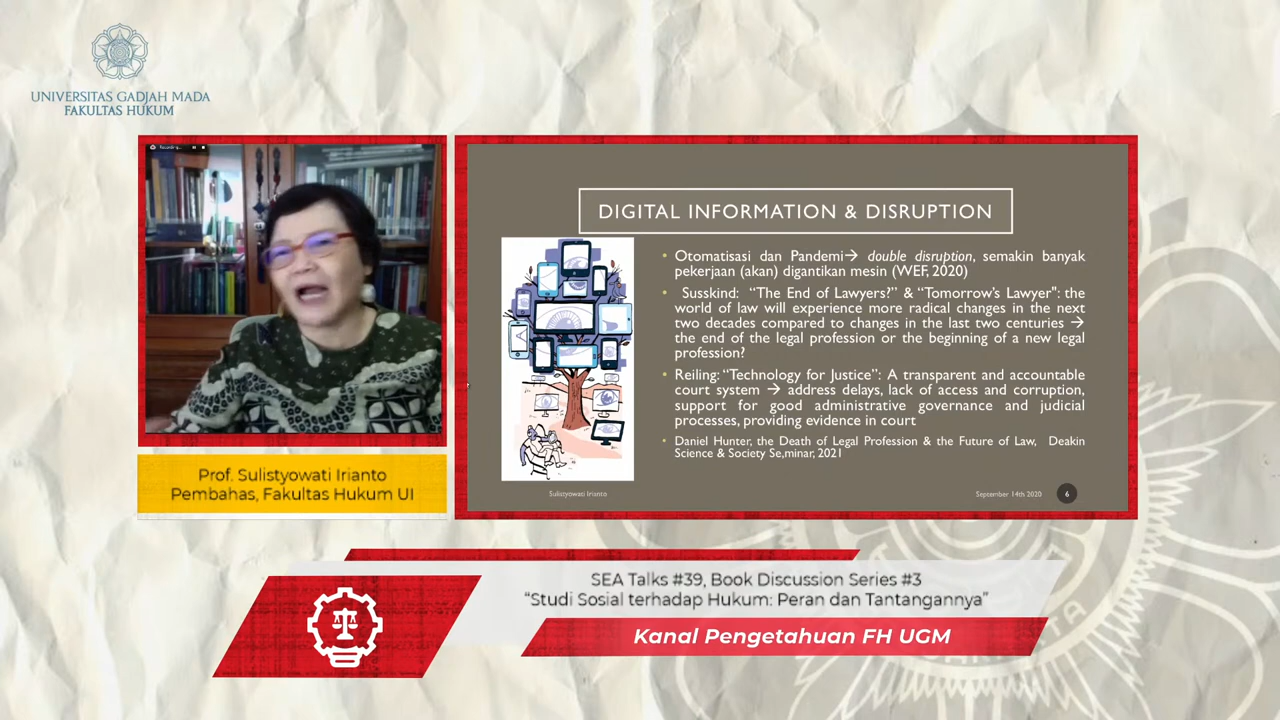 UNIVERSITAS GADJAH MADA
FAKULTAS HUKUM
Prof. Sulistyowati Irianto
Pembahas, Fakultas Hukum UI
DIGITAL INFORMATION & DISRUPTION
• Otomatisasi dan Pandemi→ double disruption, semakin banyak
pekerjaan (akan) digantikan mesin (WEF, 2020)
• Susskind: “The End of Lawyers?” & “Tomorrow’s Lawyer": the
world of law will experience more radical changes in the next
two decades compared to changes in the last two centuries →
the end of the legal profession or the beginning of a new legal
profession?
• Reiling: “Technology for Justice”: A transparent and accountable
court system → address delays, lack of access and corruption,
support for good administrative governance and judicial
processes, providing evidence in court
• Daniel Hunter, the Death of Legal Profession & the Future of Law, Deakin
Science & Society Se,minar, 2021
Sulistyowati Irianto
September 14th 2020
6
SEA Talks #39, Book Discussion Series #3
“Studi Sosial terhadap Hukum: Peran dan Tantangannya”
Kanal Pengetahuan FH UGM